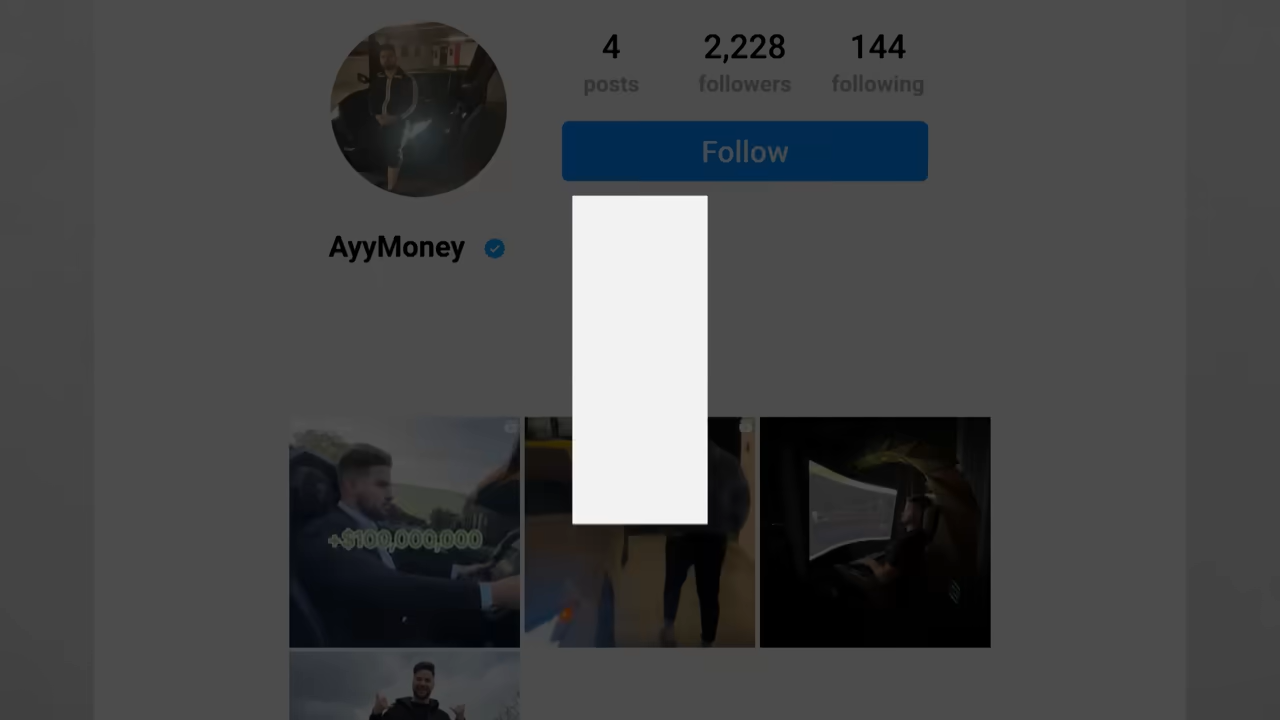 4 2,228 144
posts followers following
Follow
AyyMoney
+$100,000,000